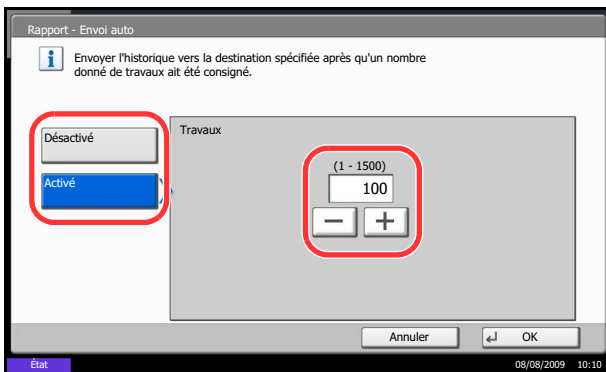 Rapport - Envoi auto
Envoyer l'historique vers la destination spécifiée après qu'un nombre
donné de travaux ait été consigné.
Désactivé
Activé
Travaux
(1 - 1500)
100
Annuler
OK
État
08/08/2009 10:10